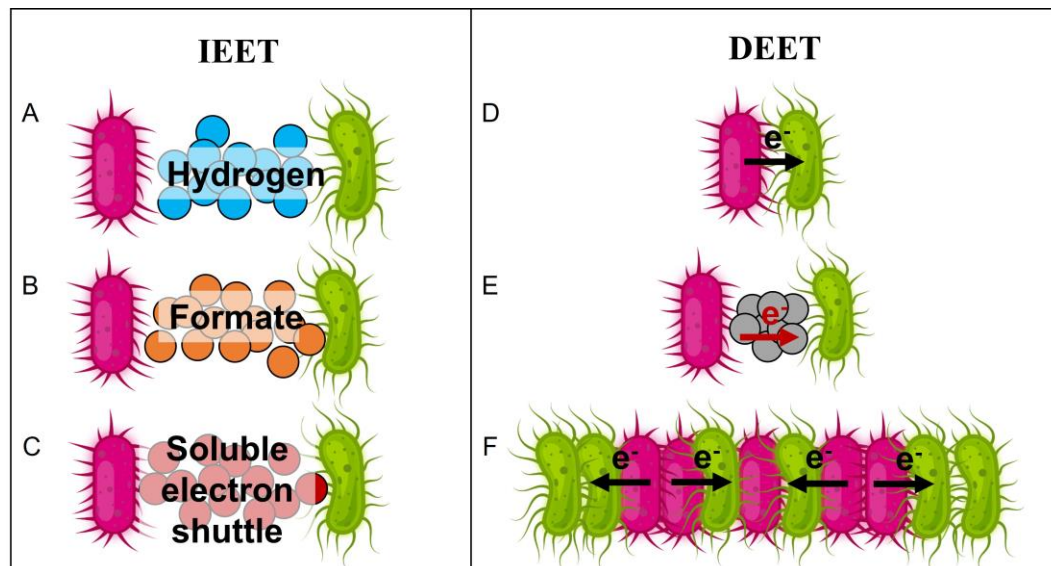 IEET
A
Hydrogen
B
Formate
C
Soluble
electron
shuttle
DEET
D
e-
E
e-
F
e- e- e- e-